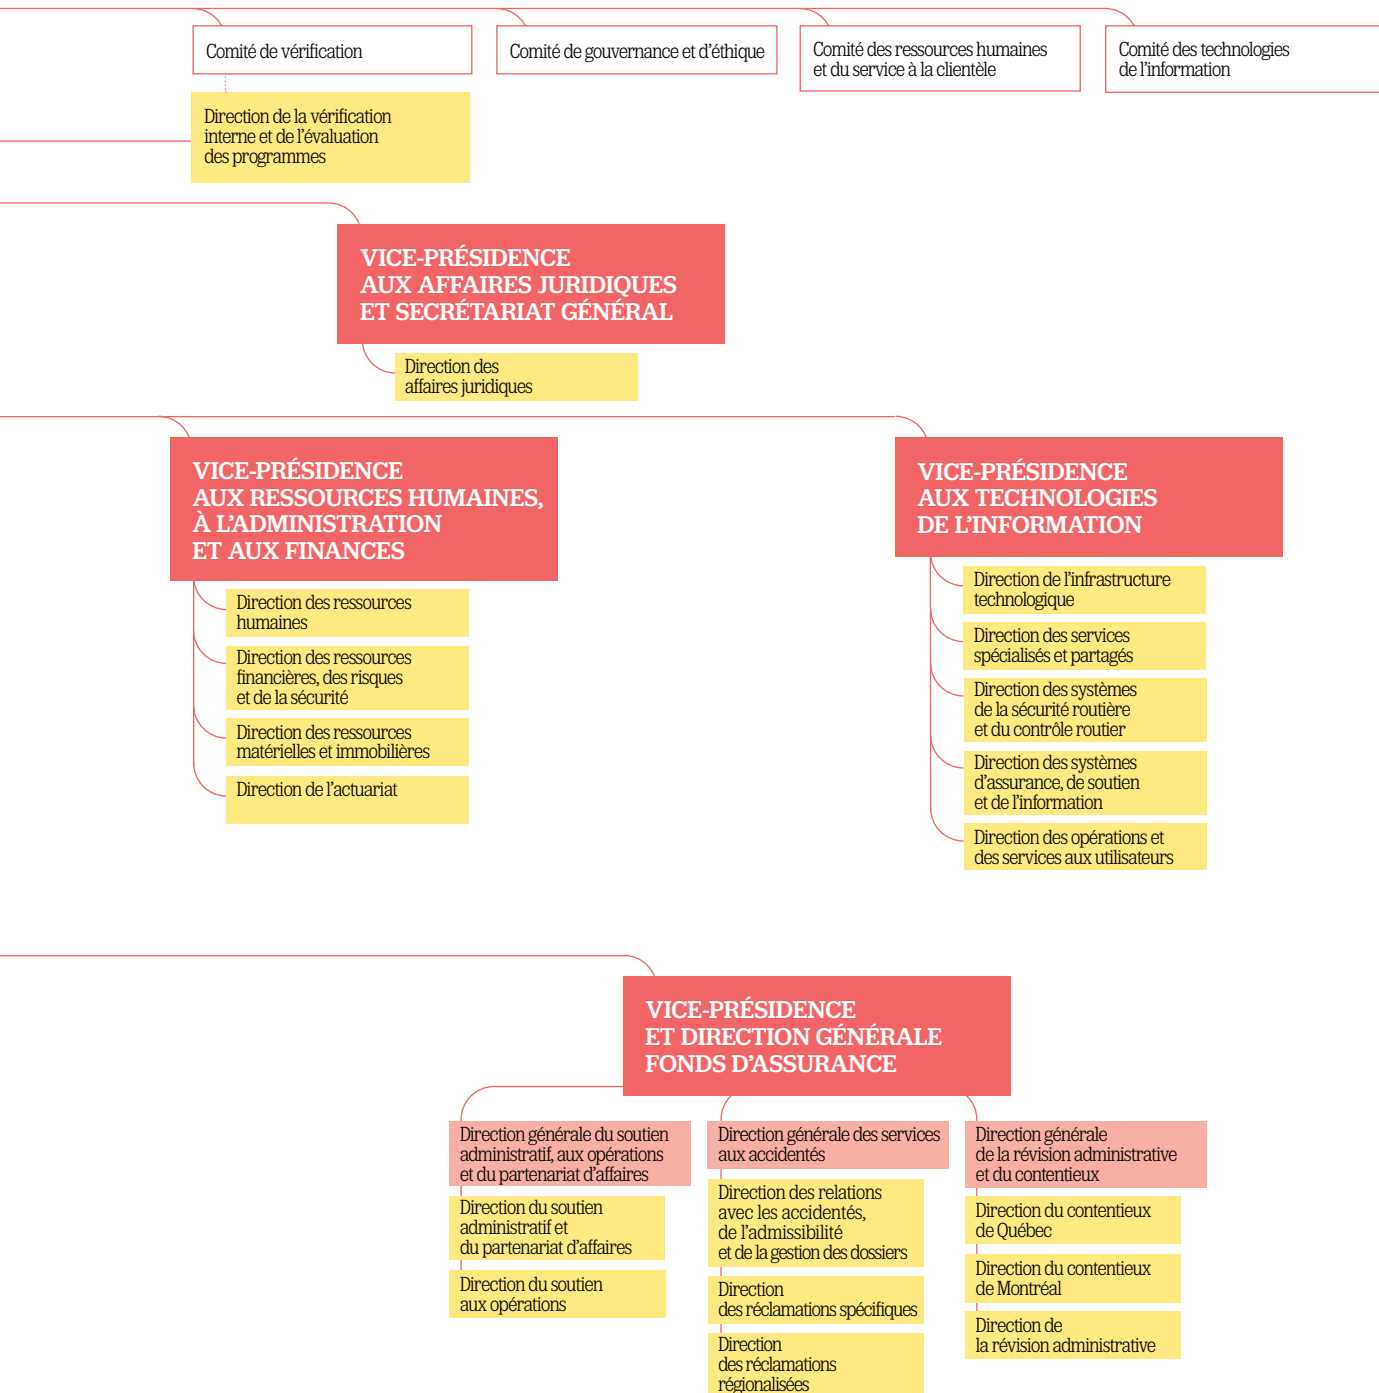 Comité de vérification
Comité de gouvernance et d’éthique
Comité des ressources humaines
et du service à la clientèle
Comité des technologies
de l’information
Direction de la vérification
interne et de l’évaluation
des programmes
VICE-PRÉSIDENCE
AUX AFFAIRES JURIDIQUES
ET SECRÉTARIAT GÉNÉRAL
Direction des
affaires juridiques
VICE-PRÉSIDENCE
AUX RESSOURCES HUMAINES,
À L’ADMINISTRATION
ET AUX FINANCES
Direction des ressources
humaines
Direction des ressources
financières, des risques
et de la sécurité
Direction des ressources
matérielles et immobilières
Direction de l’actuariat
VICE-PRÉSIDENCE
AUX TECHNOLOGIES
DE L’INFORMATION
Direction de l’infrastructure
technologique
Direction des services
spécialisés et partagés
Direction des systèmes
de la sécurité routière
et du contrôle routier
Direction des systèmes
d’assurance, de soutien
et de l’information
Direction des opérations et
des services aux utilisateurs
VICE-PRÉSIDENCE
ET DIRECTION GÉNÉRALE
FONDS D’ASSURANCE
Direction générale du soutien
administratif, aux opérations
et du partenariat d’affaires
Direction du soutien
administratif et
du partenariat d’affaires
Direction du soutien
aux opérations
Direction générale des services
aux accidentés
Direction des relations
avec les accidentés,
de l’admissibilité
et de la gestion des dossiers
Direction
des réclamations spécifiques
Direction
des réclamations
régionalisées
Direction générale
de la révision administrative
et du contentieux
Direction du contentieux
de Québec
Direction du contentieux
de Montréal
Direction de
la révision administrative